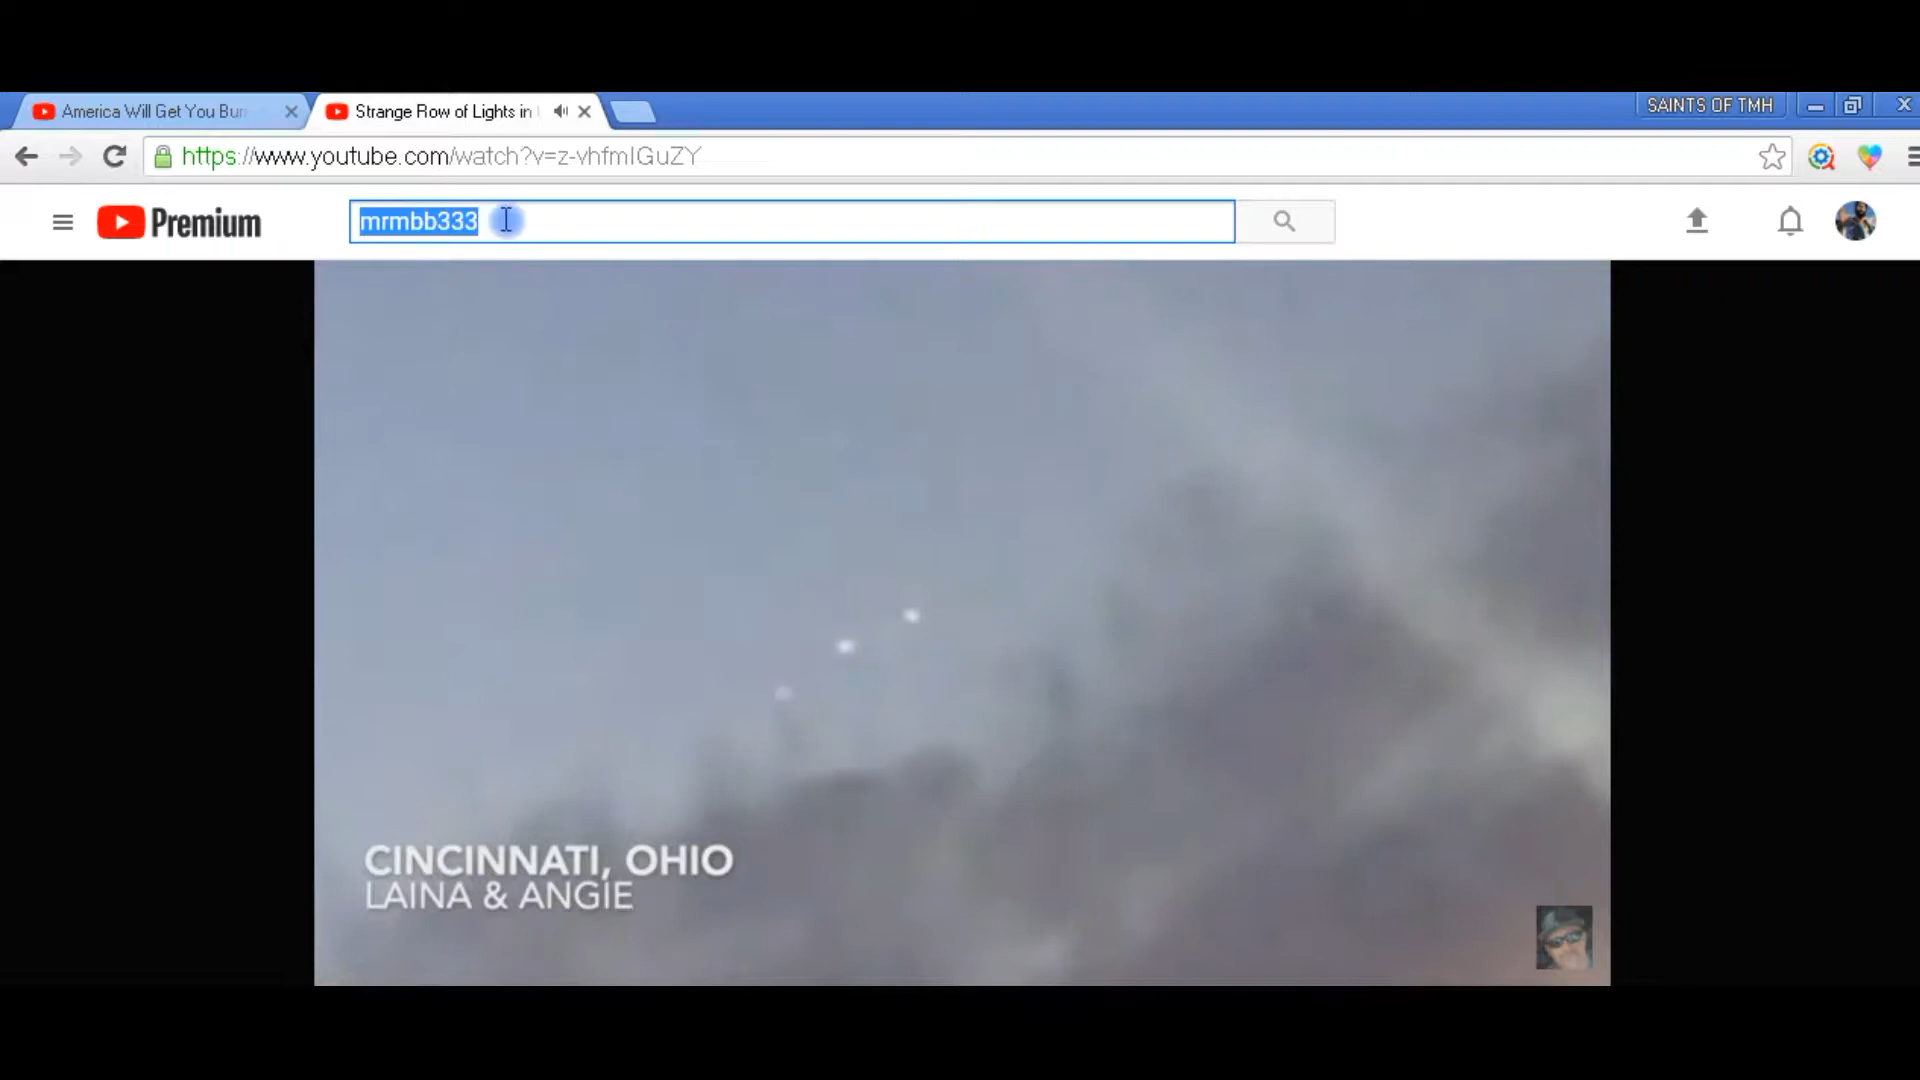 America Will Get You Bur
Strange Row of Lights in
SAINTS OF TMH
https://www.youtube.com/watch?v=z-vhfmIGuZY
Premium
mrmbb333
CINCINNATI, OHIO
LAINA & ANGIE